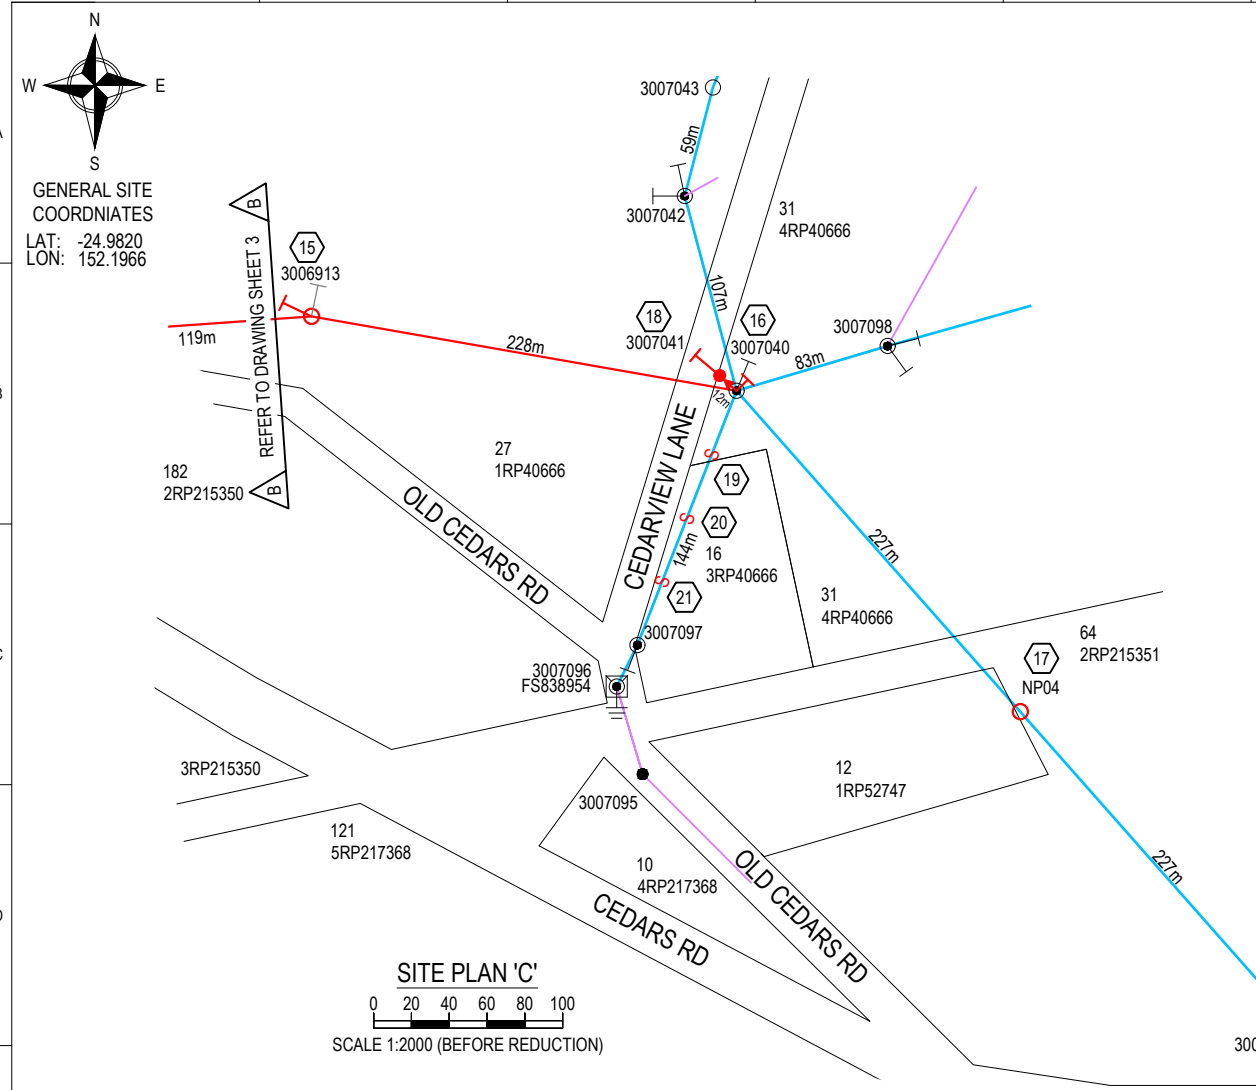 N
W
E
S
GENERAL SITE
COORDNIATES
LAT: -24.9820
LON: 152.1966
B
REFER TO DRAWING SHEET 3
B
15
3006913
119m
228m
3007043
59m
3007042
107m
31
4RP40666
18
3007041
16
3007040
12m
3007098
83m
182
2RP215350
27
1RP40666
OLD CEDARS RD
CEDARVIEW LANE
S
19
S
20
144m
S
21
16
3RP40666
227m
31
4RP40666
3007097
3007096
FS838954
64
2RP215351
17
NP04
3RP215350
121
5RP217368
3007095
12
1RP52747
10
4RP217368
OLD CEDARS RD
CEDARS RD
227m
SITE PLAN 'C'
0 20 40 60 80 100
SCALE 1:2000 (BEFORE REDUCTION)
300